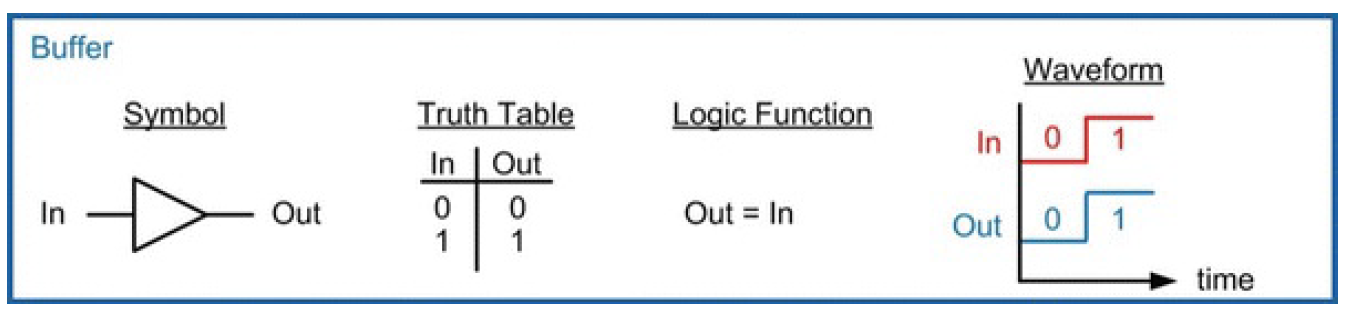 Buffer
Symbol
In
Out
Truth Table
In Out
0 0
1 1
Logic Function
Out = In
Waveform
In 0 1
Out 0 1
time